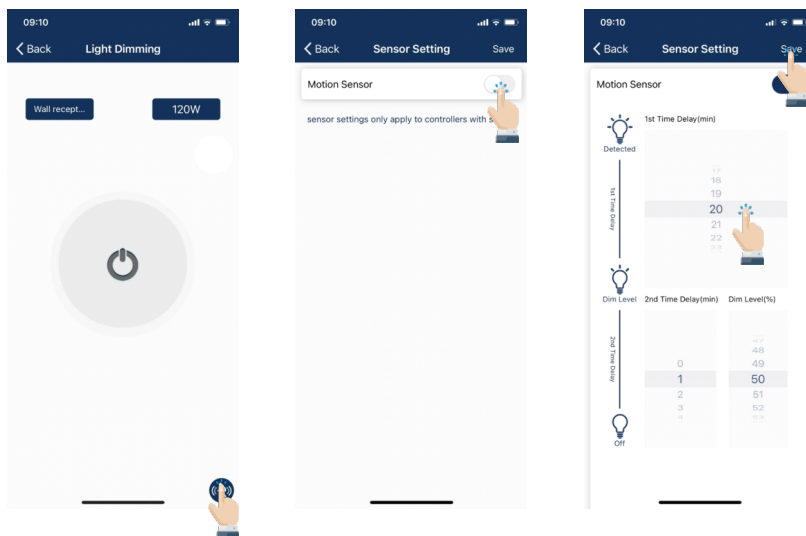 09:10
Back
Light Dimming
Wall recept...
120W
09:10
Back
Sensor Setting
Save
Motion Sensor
sensor settings only apply to controllers with
09:10
Back
Sensor Setting
Save
Motion Sensor
1st Time Delay(min)
Detected
18
19
20
21
22
1st Time Delay
Dim Level
2nd Time Delay(min)
Dim Level(%)
2nd Time Delay
0
1
2
3
4
47
48
49
50
51
52
53
Off